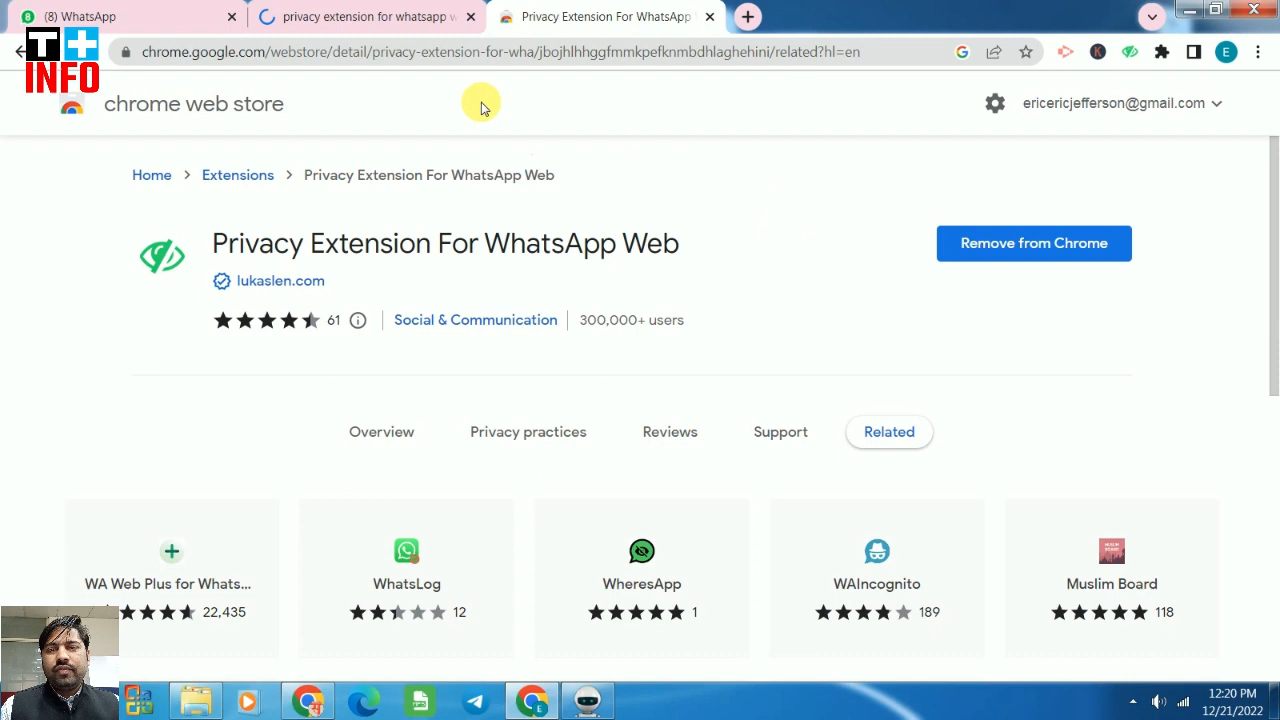 (8) WhatsApp
privacy extension for whatsapp w
Privacy Extension For WhatsApp
T+
INFO
chrome.google.com/webstore/detail/privacy-extension-for-wha/jbojhlhhggfmmkpefknmbdhlaghehini/related?hl=en
E
chrome web store
ericericjefferson@gmail.com
Home > Extensions > Privacy Extension For WhatsApp Web
Privacy Extension For WhatsApp Web
Remove from Chrome
lukaslen.com
61
Social & Communication
300,000+ users
Overview
Privacy practices
Reviews
Support
Related
WA Web Plus for Whats...
WhatsLog
WheresApp
WAIncognito
Muslim Board
22,435
12
1
189
118
12:20 PM
12/21/2022